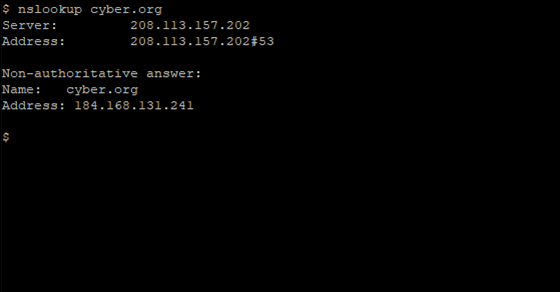 $ nslookup cyber.org
Server:         208.113.157.202
Address:        208.113.157.202#53
Non-authoritative answer:
Name:   cyber.org
Address: 184.168.131.241
$